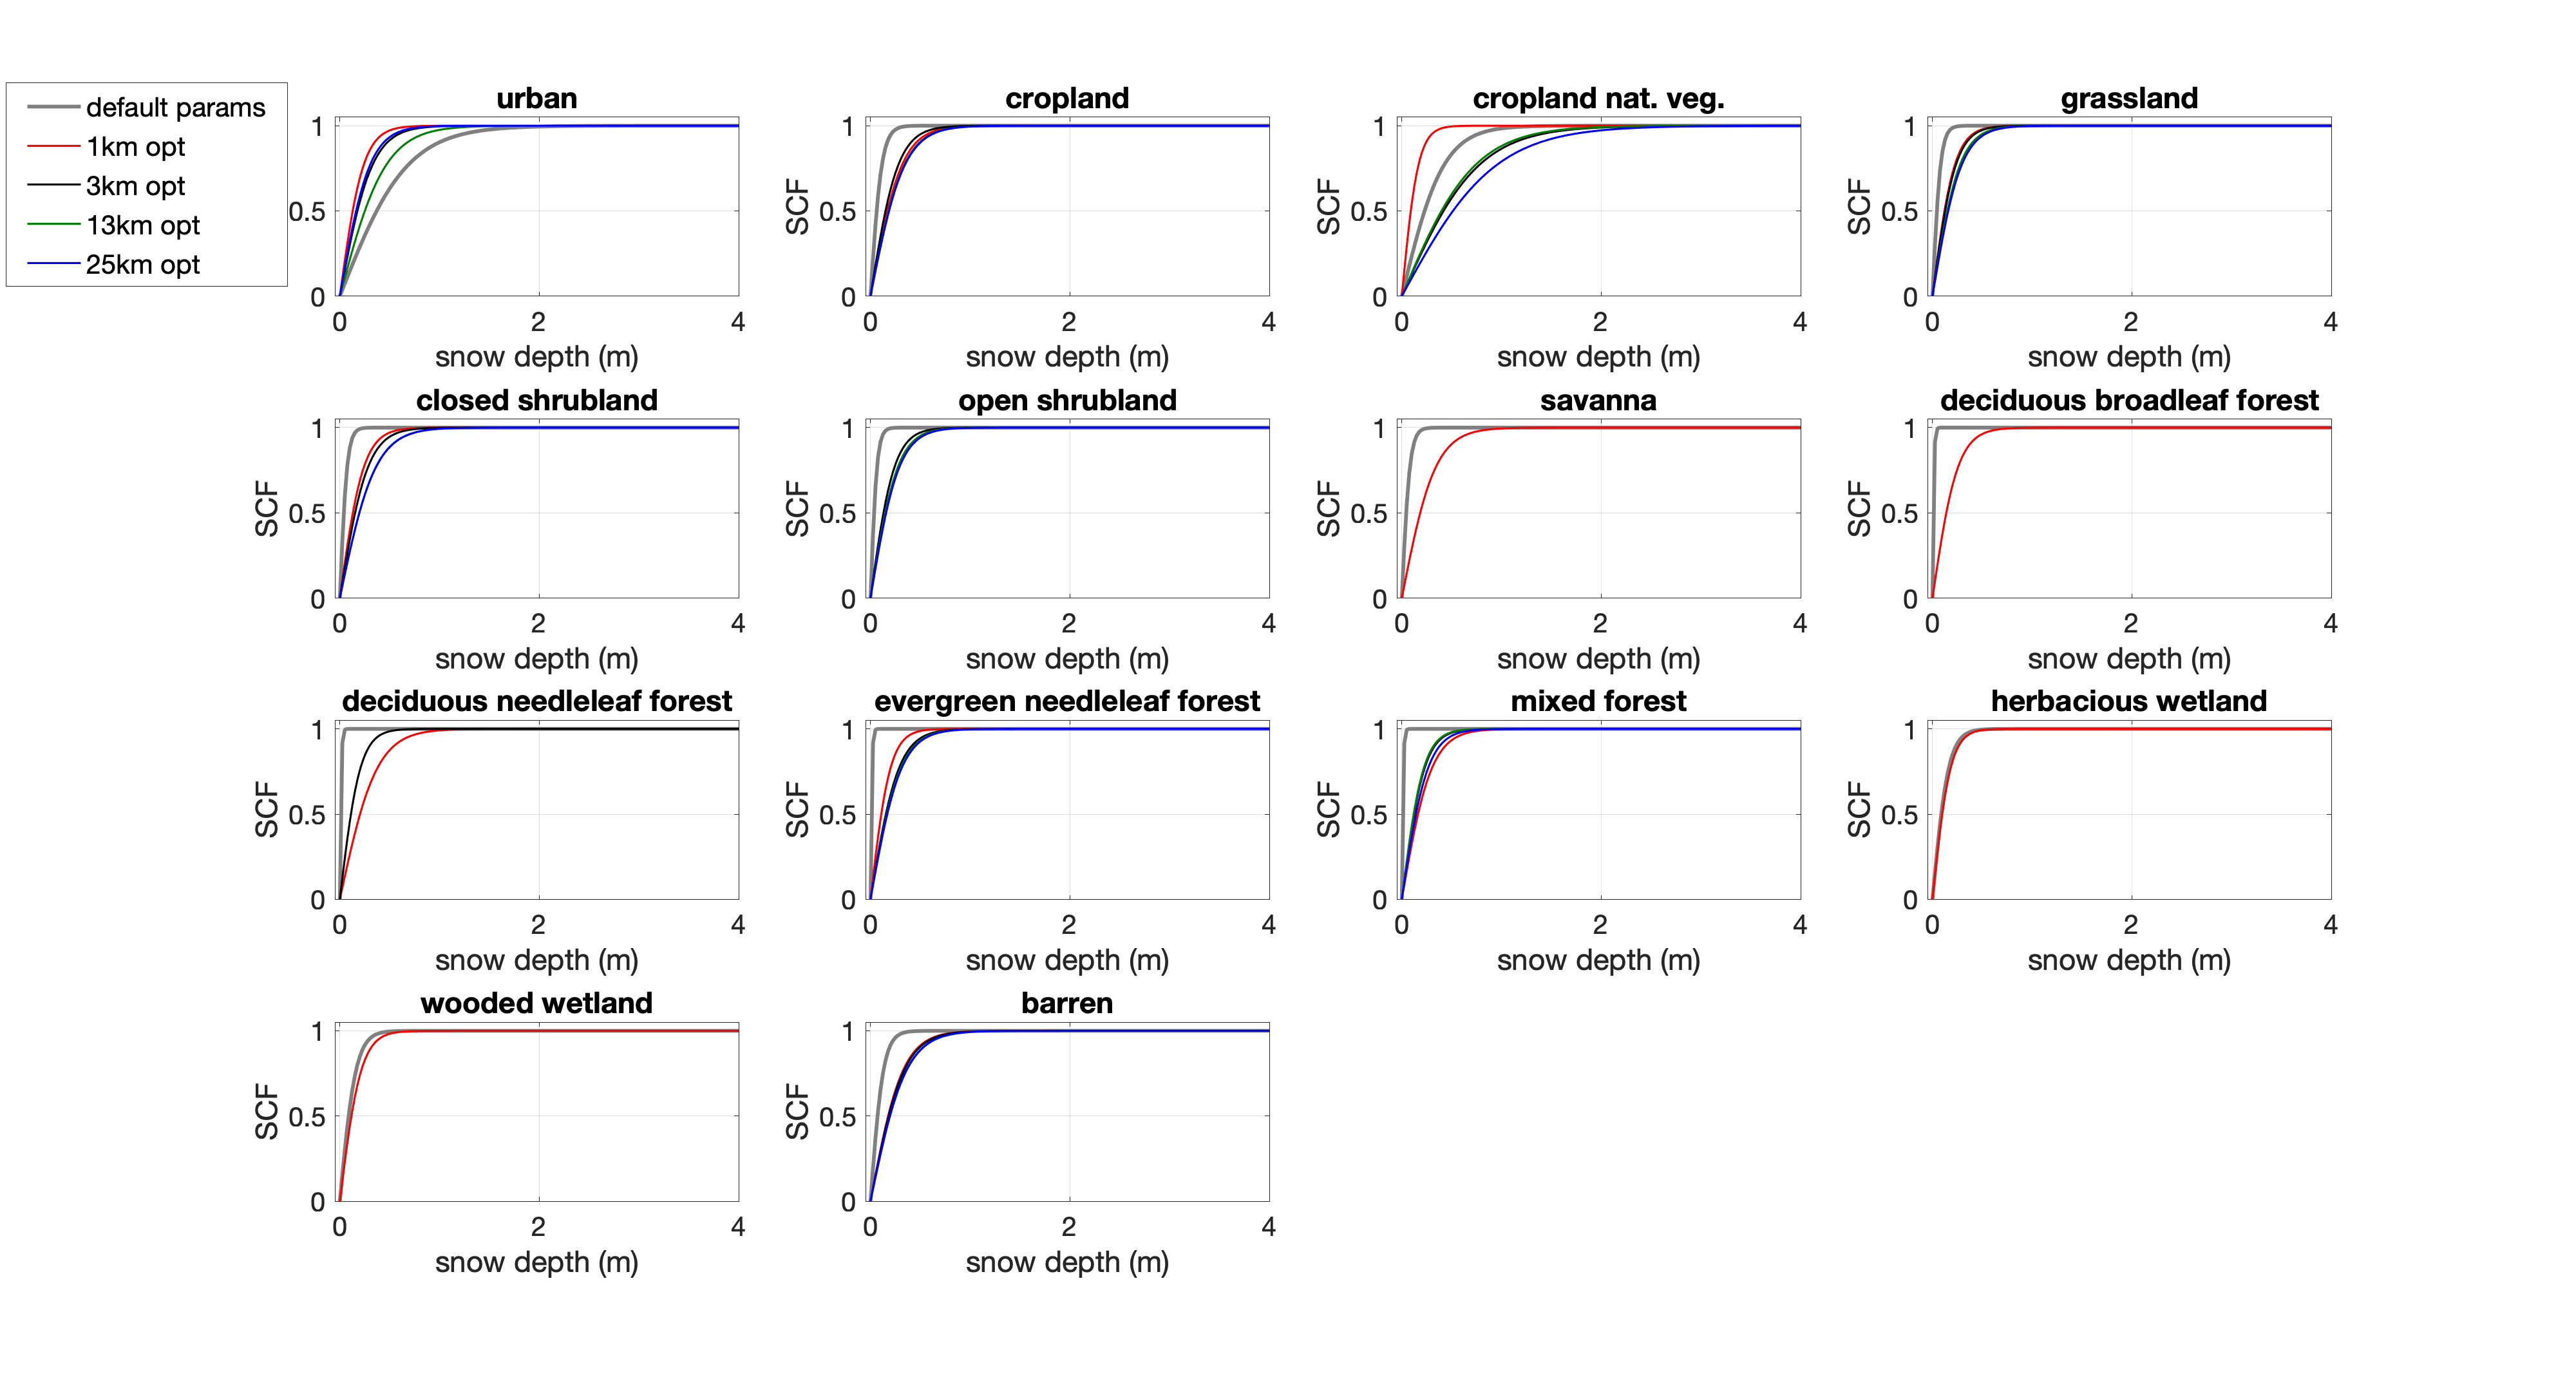 default params
1km opt
3km opt
13km opt
25km opt
urban
1
0.5
0
0 2 4
snow depth (m)
cropland
SCF
1
0.5
0
0 2 4
snow depth (m)
cropland nat. veg.
SCF
1
0.5
0
0 2 4
snow depth (m)
grassland
SCF
1
0.5
0
0 2 4
snow depth (m)
closed shrubland
SCF
1
0.5
0
0 2 4
snow depth (m)
open shrubland
SCF
1
0.5
0
0 2 4
snow depth (m)
savanna
SCF
1
0.5
0
0 2 4
snow depth (m)
deciduous broadleaf forest
SCF
1
0.5
0
0 2 4
snow depth (m)
deciduous needleleaf forest
SCF
1
0.5
0
0 2 4
snow depth (m)
evergreen needleleaf forest
SCF
1
0.5
0
0 2 4
snow depth (m)
mixed forest
SCF
1
0.5
0
0 2 4
snow depth (m)
herbacious wetland
SCF
1
0.5
0
0 2 4
snow depth (m)
wooded wetland
SCF
1
0.5
0
0 2 4
snow depth (m)
barren
SCF
1
0.5
0
0 2 4
snow depth (m)